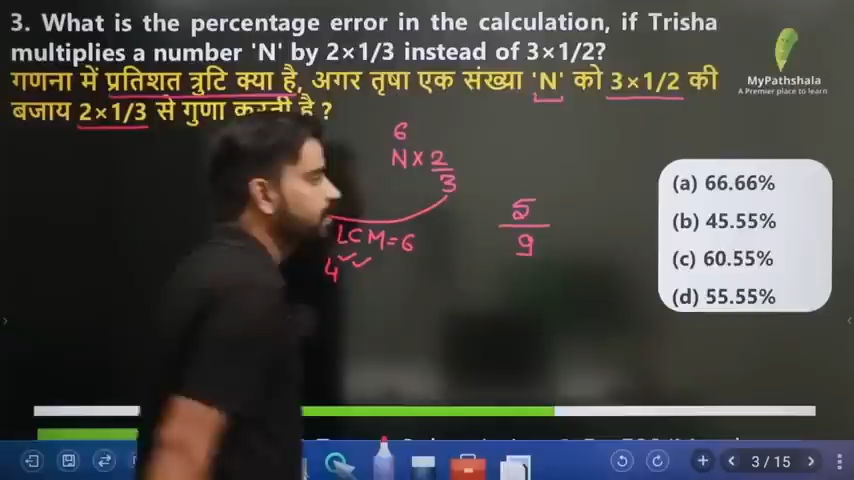 3. What is the percentage error in the calculation, if Trisha
multiplies a number 'N' by 2×1/3 instead of 3×1/2?
गणना में प्रतिशत त्रुटि क्या है, अगर तृषा एक संख्या 'N' को 3×1/2 की
बजाय 2×1/3 से गुणा करती है ?
MyPathshala
A Premier place to learn
6
N × 2
3
LCM=6
4
5
9
(a) 66.66%
(b) 45.55%
(c) 60.55%
(d) 55.55%
3 / 15